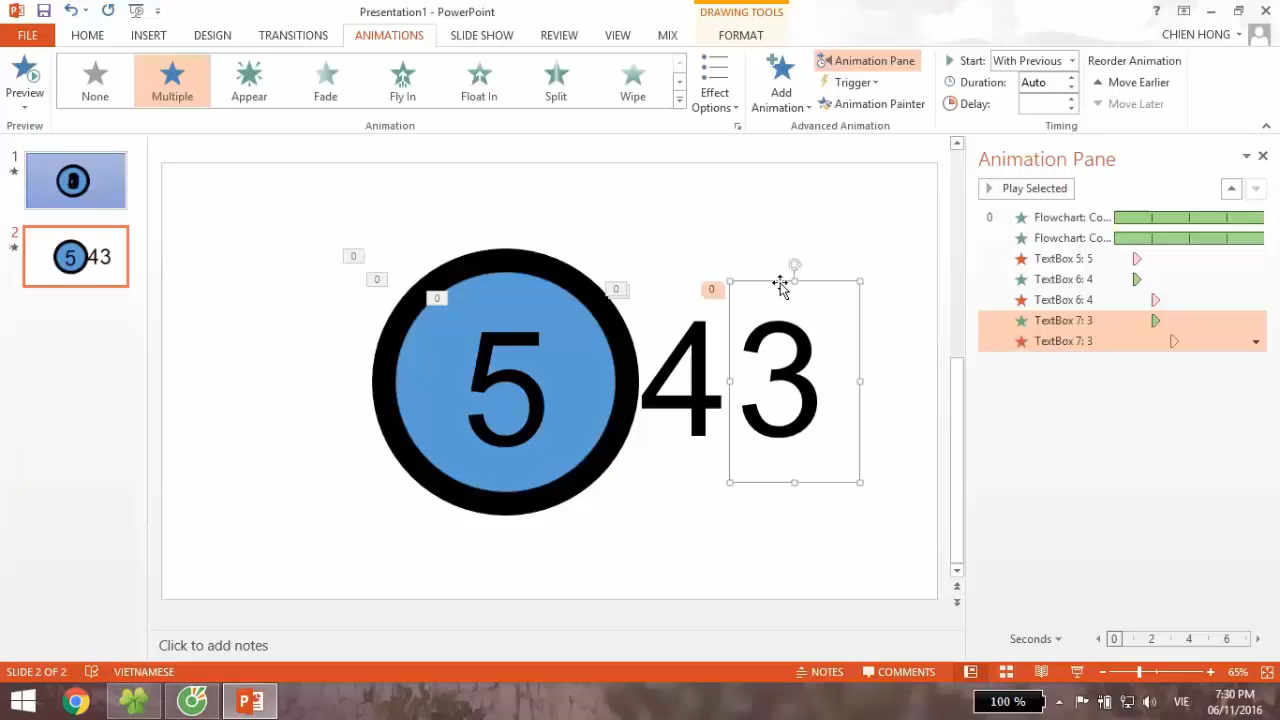 Presentation1 - PowerPoint
DRAWING TOOLS
?
FILE
HOME
INSERT
DESIGN
TRANSITIONS
ANIMATIONS
SLIDE SHOW
REVIEW
VIEW
MIX
FORMAT
CHIEN HONG
Preview
None
Multiple
Appear
Fade
Fly In
Float In
Split
Wipe
Effect
Options
Add
Animation
Animation Pane
Trigger
Animation Painter
Start: With Previous
Duration: Auto
Delay:
Reorder Animation
Move Earlier
Move Later
Preview
Animation
Advanced Animation
Timing
1
2
5 43
0
0
0
0
0
5 4 3
Animation Pane
Play Selected
0 Flowchart: Co...
Flowchart: Co...
TextBox 5: 5
TextBox 6: 4
TextBox 6: 4
TextBox 7: 3
TextBox 7: 3
Seconds
0 2 4 6
Click to add notes
SLIDE 2 OF 2
VIETNAMESE
NOTES
COMMENTS
65%
100 %
VIE
7:30 PM
06/11/2016